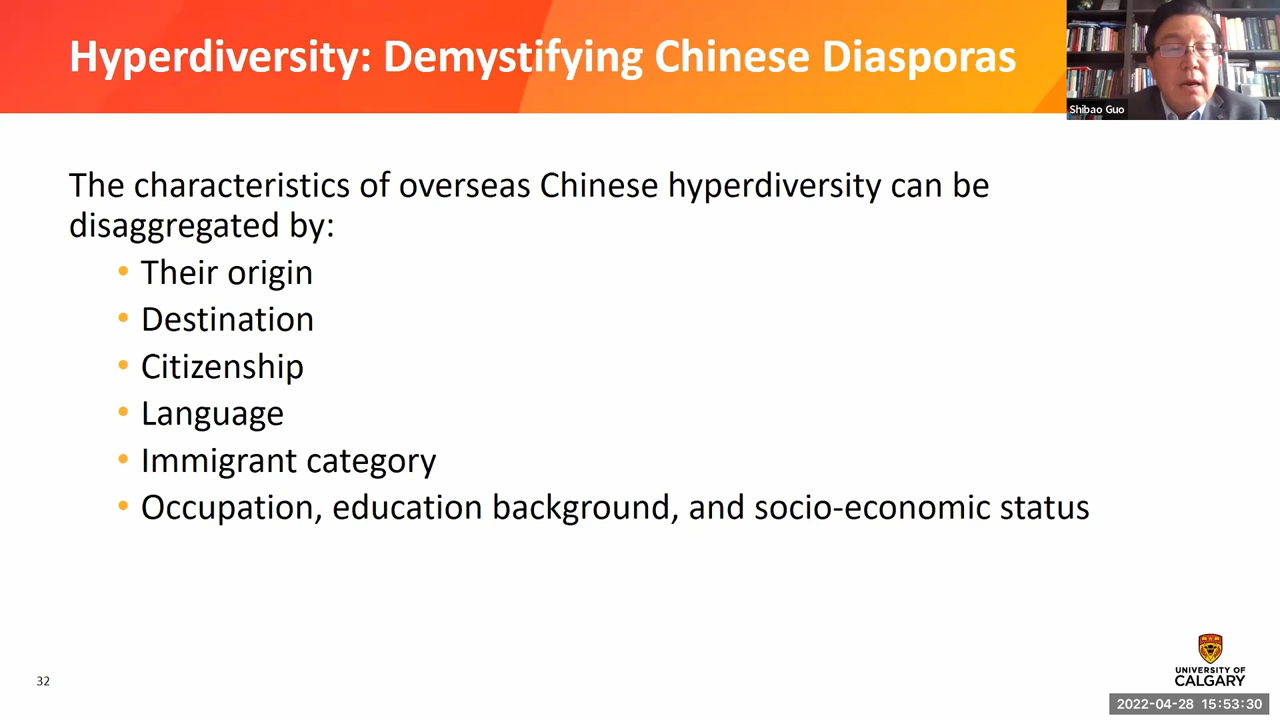 Hyperdiversity: Demystifying Chinese Diasporas
Shibao Guo
The characteristics of overseas Chinese hyperdiversity can be
disaggregated by:
• Their origin
• Destination
• Citizenship
• Language
• Immigrant category
• Occupation, education background, and socio-economic status
32
UNIVERSITY OF
CALGARY
2022-04-28 15:53:30